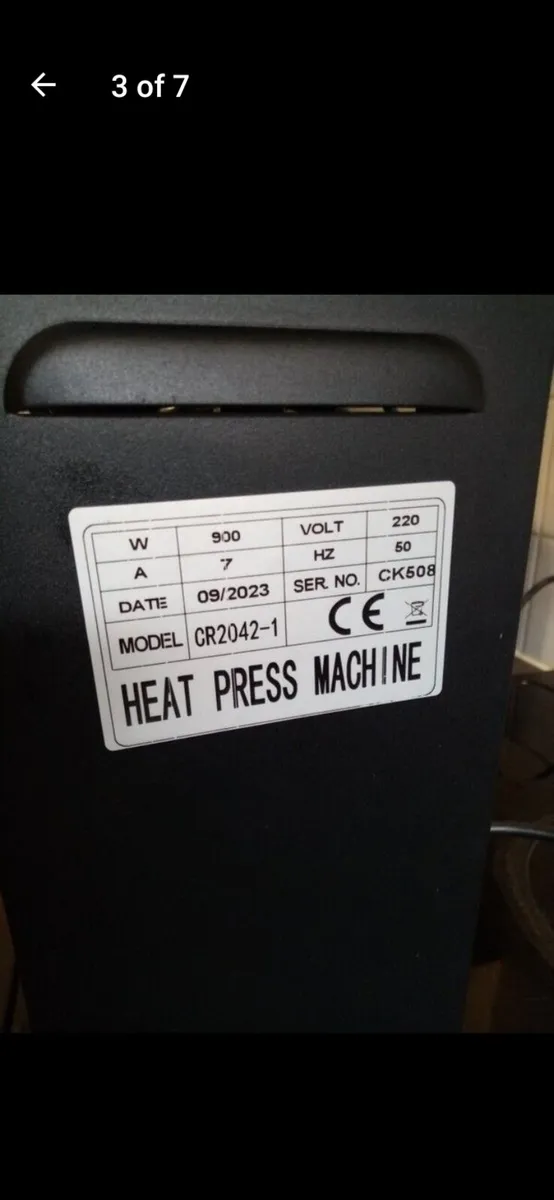 3 of 7
W 900 VOLT 220
A 7 HZ 50
DATE 09/2023 SER. NO. CK508
MODEL CR2042-1 CE
HEAT PRESS MACHINE